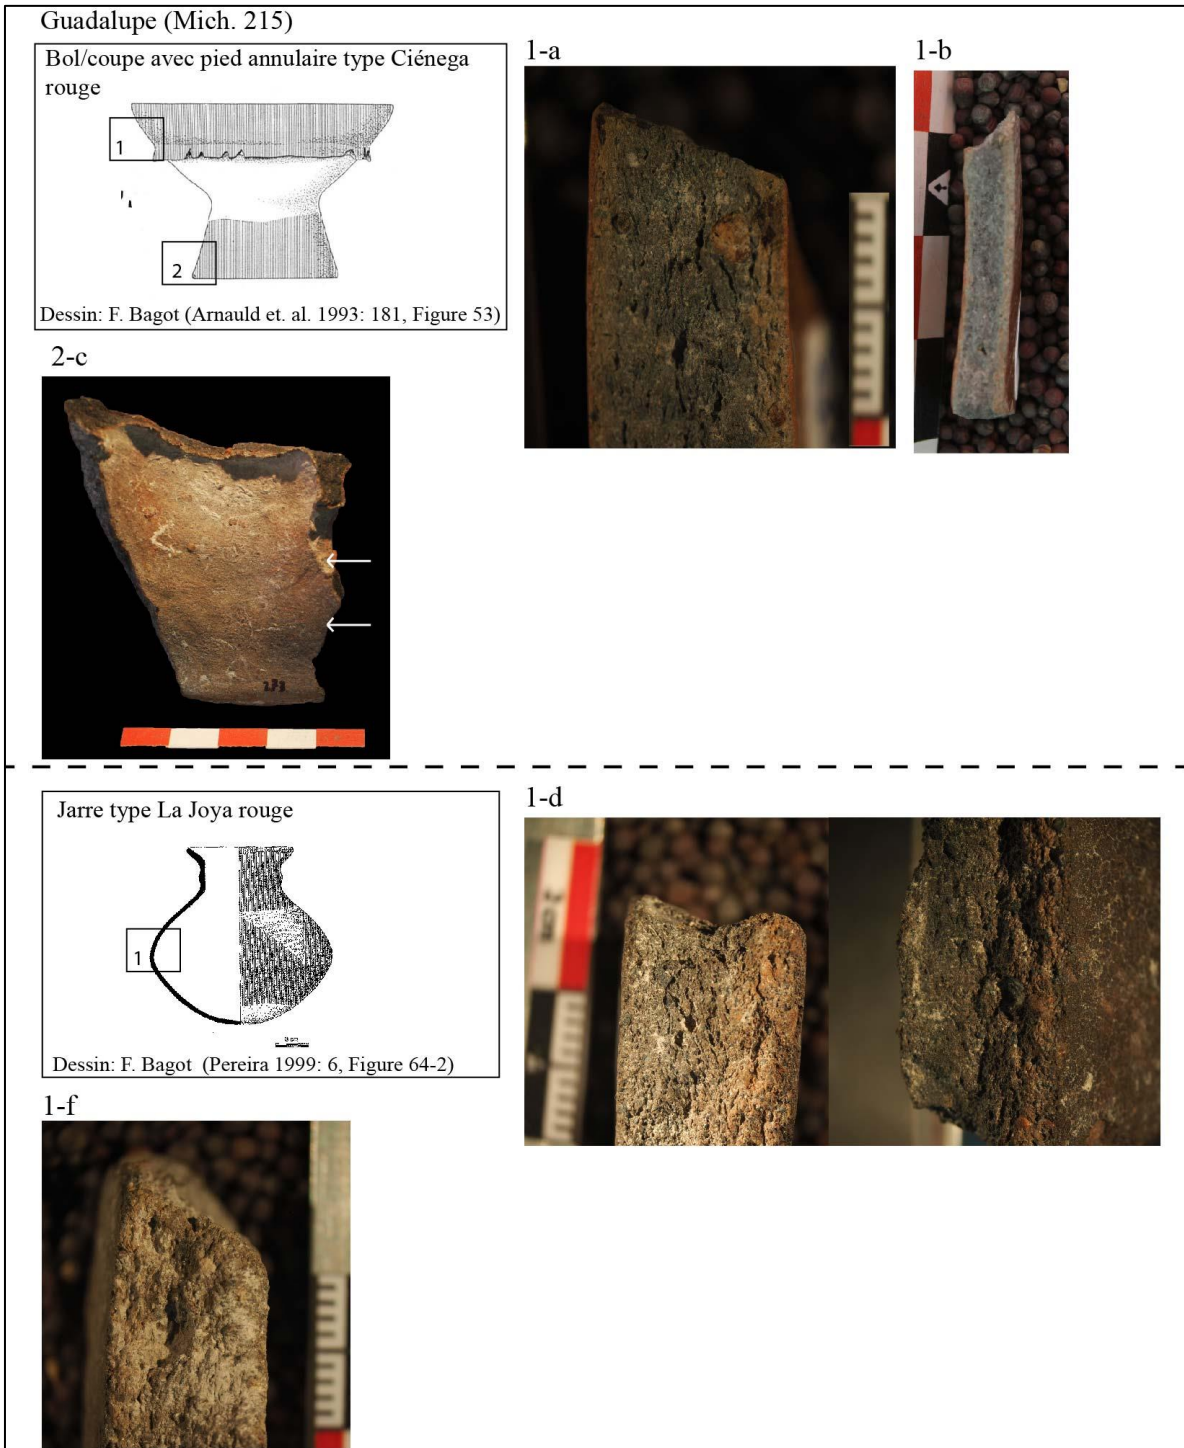 Guadalupe (Mich. 215)
Bol/coupe avec pied annulaire type Ciénega
rouge
1
2
Dessin: F. Bagot (Arnauld et. al. 1993: 181, Figure 53)
1-a
1-b
2-c
Jarre type La Joya rouge
1
Dessin: F. Bagot (Pereira 1999: 6, Figure 64-2)
1-d
2 cm
1-f